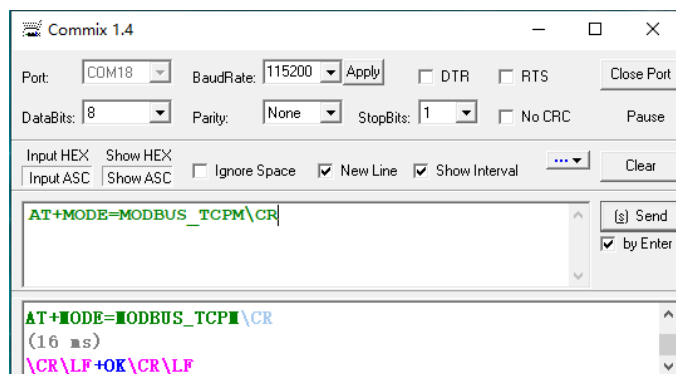 Commix 1.4
Port: COM18 BaudRate: 115200 Apply DTR RTS Close Port
DataBits: 8 Parity: None StopBits: 1 No CRC Pause
Input HEX Show HEX
Input ASC Show ASC Ignore Space New Line Show Interval ... Clear
AT+MODE=MODBUS_TCPM\CR
(s) Send
by Enter
AT+MODE=MODBUS_TCPM\CR
(16 ms)
\CR\LF+OK\CR\LF